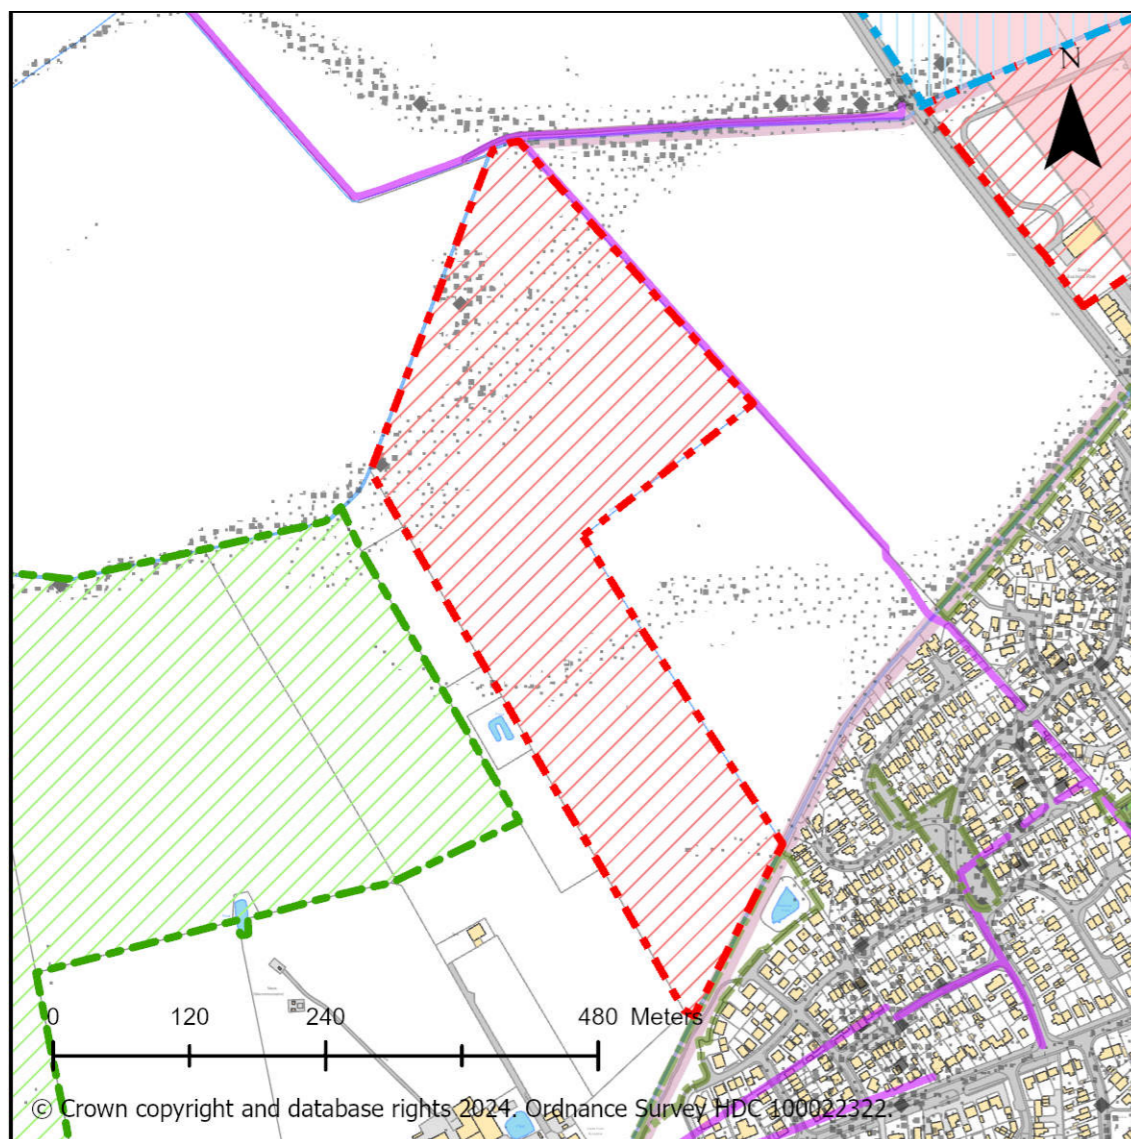 N
0 120 240 480 Meters
© Crown copyright and database rights 2024. Ordnance Survey HDC 100022322.